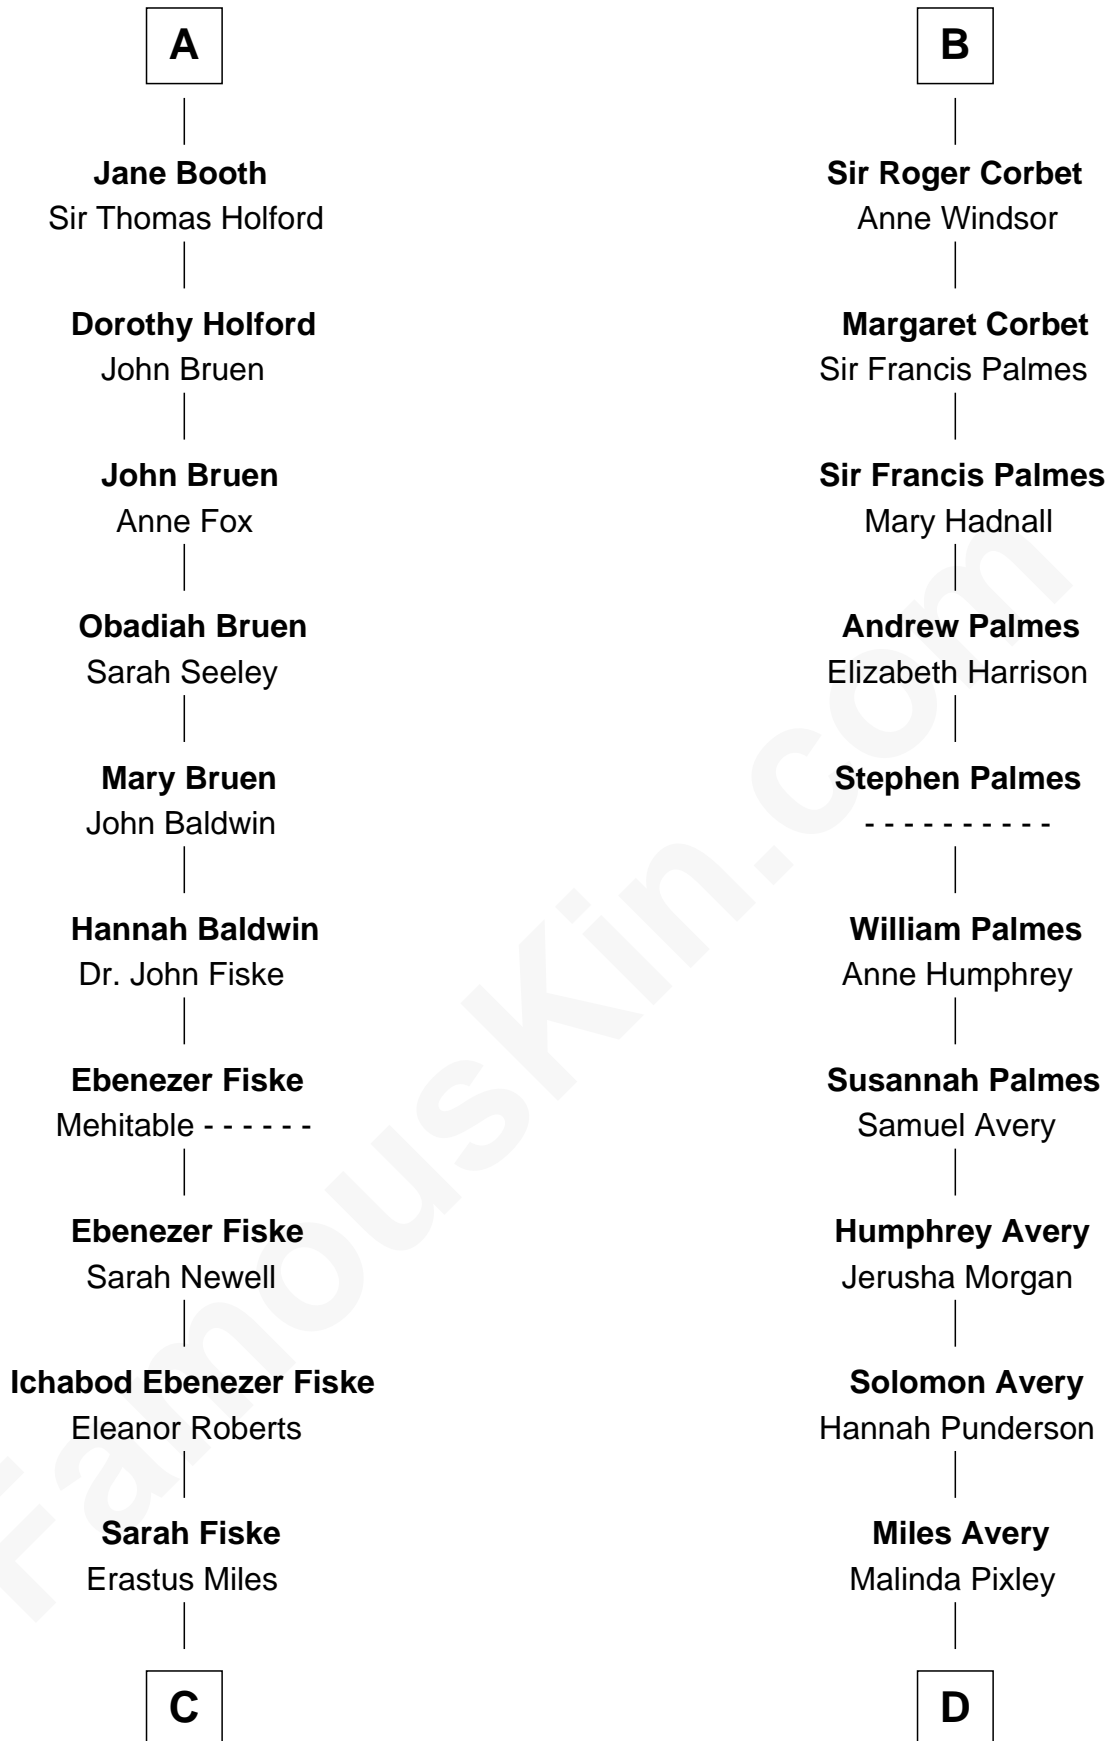 A
Jane Booth
Sir Thomas Holford
Dorothy Holford
John Bruen
John Bruen
Anne Fox
Obadiah Bruen
Sarah Seeley
Mary Bruen
John Baldwin
Hannah Baldwin
Dr. John Fiske
Ebenezer Fiske
Mehitable - - - - - -
Ebenezer Fiske
Sarah Newell
Ichabod Ebenezer Fiske
Eleanor Roberts
Sarah Fiske
Erastus Miles
C
B
Sir Roger Corbet
Anne Windsor
Margaret Corbet
Sir Francis Palmes
Sir Francis Palmes
Mary Hadnall
Andrew Palmes
Elizabeth Harrison
Stephen Palmes
- - - - - - - - - -
William Palmes
Anne Humphrey
Susannah Palmes
Samuel Avery
Humphrey Avery
Jerusha Morgan
Solomon Avery
Hannah Punderson
Miles Avery
Malinda Pixley
D
FamousKin.com